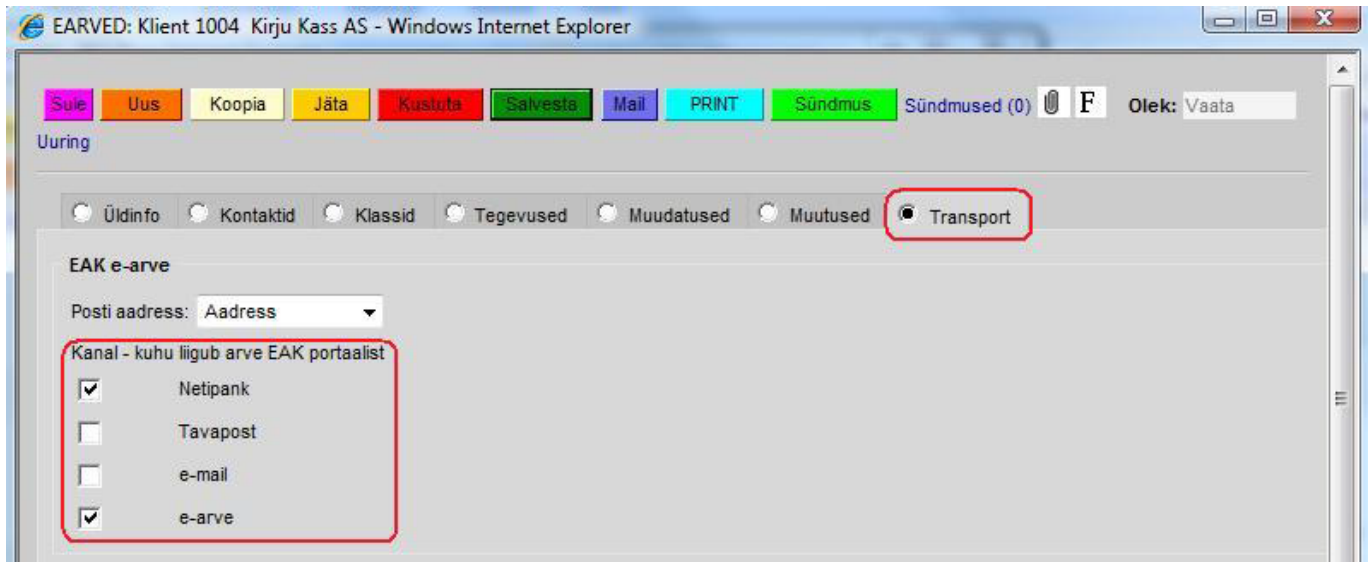 EARVED: Klient 1004 Kirju Kass AS - Windows Internet Explorer
Sule Uus Koopia Jäta Kustuta Salvesta Mail PRINT Sündmus Sündmused (0) F Olek: Vaata
Uuring
Üldinfo Kontaktid Klassid Tegevused Muudatused Muutused Transport
EAK e-arve
Posti aadress: Aadress
Kanal - kuhu liigub arve EAK portaalist
Netipank
Tavapost
e-mail
e-arve